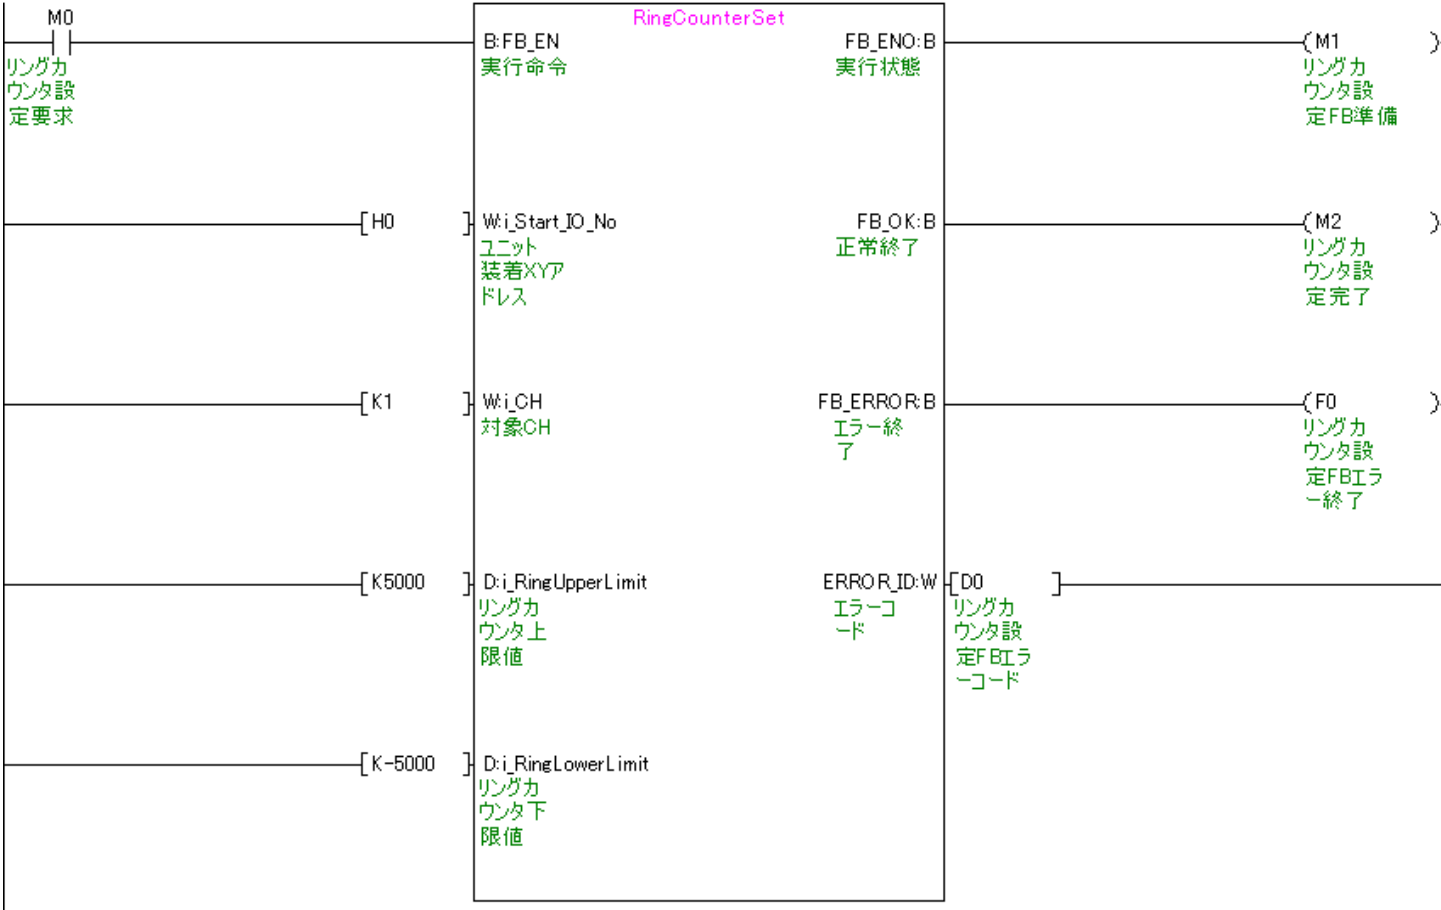 RingCounterSet
M0
リングカ
ウンタ設
定要求
B:FB_EN
実行命令
FB_ENO:B
実行状態
M1
リングカ
ウンタ設
定FB準備
H0
W:i_Start_IO_No
ユニット
装着XYア
ドレス
FB_OK:B
正常終了
M2
リングカ
ウンタ設
定完了
K1
W:i_CH
対象CH
FB_ERROR:B
エラー終
了
F0
リングカ
ウンタ設
定FBエラ
ー終了
K5000
D:i_RingUpperLimit
リングカ
ウンタ上
限値
ERROR_ID:W
エラーコ
ード
D0
リングカ
ウンタ設
定FBエラ
ーコード
K-5000
D:i_RingLowerLimit
リングカ
ウンタ下
限値